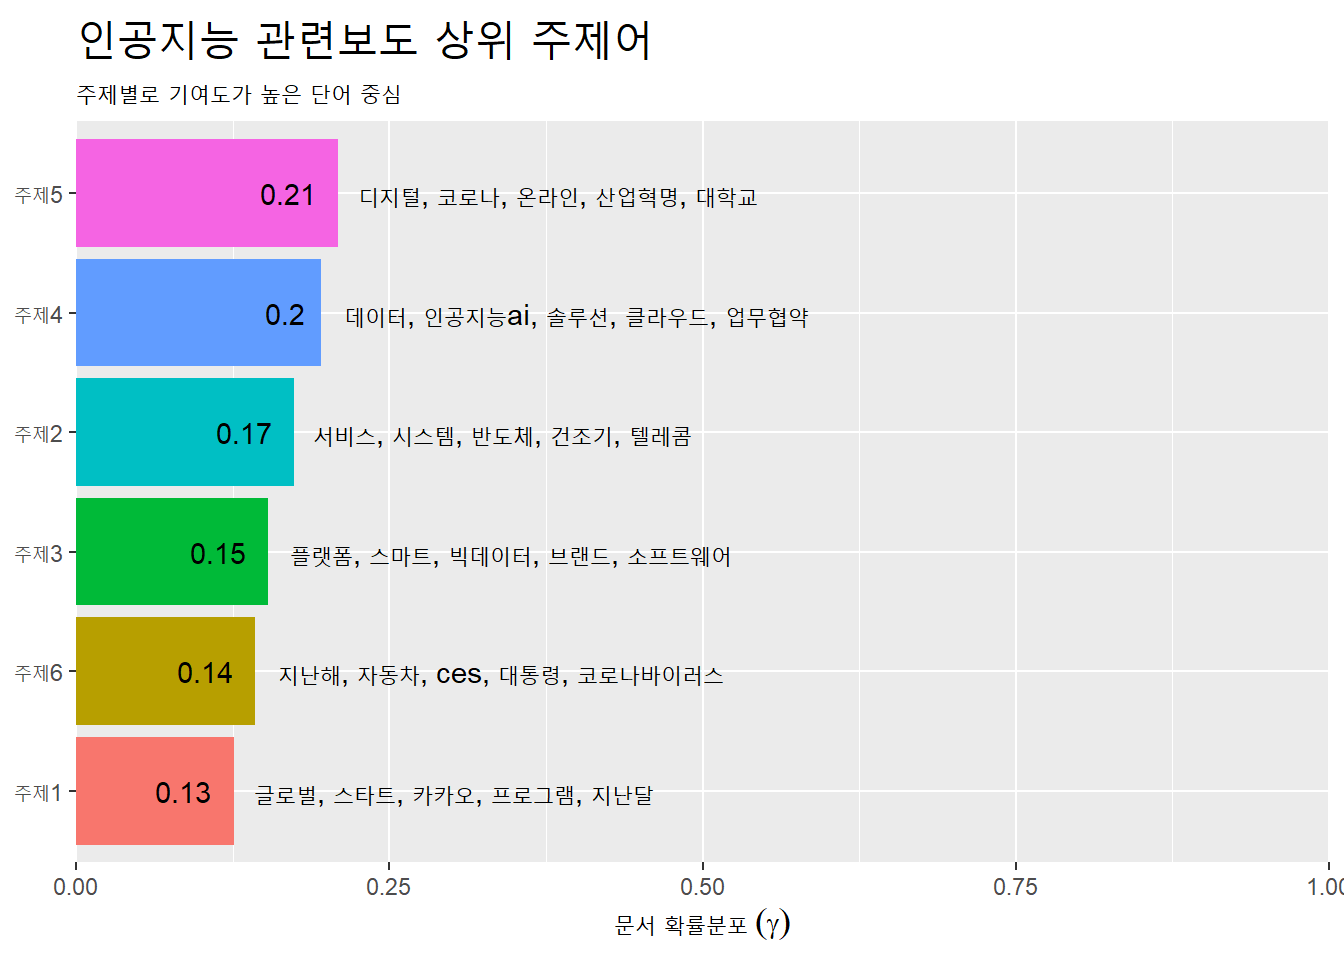 인공지능 관련보도 상위 주제어
주제별로 기여도가 높은 단어 중심
주제5 0.21 디지털, 코로나, 온라인, 산업혁명, 대학교
주제4 0.2 데이터, 인공지능ai, 솔루션, 클라우드, 업무협약
주제2 0.17 서비스, 시스템, 반도체, 건조기, 텔레콤
주제3 0.15 플랫폼, 스마트, 빅데이터, 브랜드, 소프트웨어
주제6 0.14 지난해, 자동차, ces, 대통령, 코로나바이러스
주제1 0.13 글로벌, 스타트, 카카오, 프로그램, 지난달
0.00 0.25 0.50 0.75 1.00
문서 확률분포 (γ)